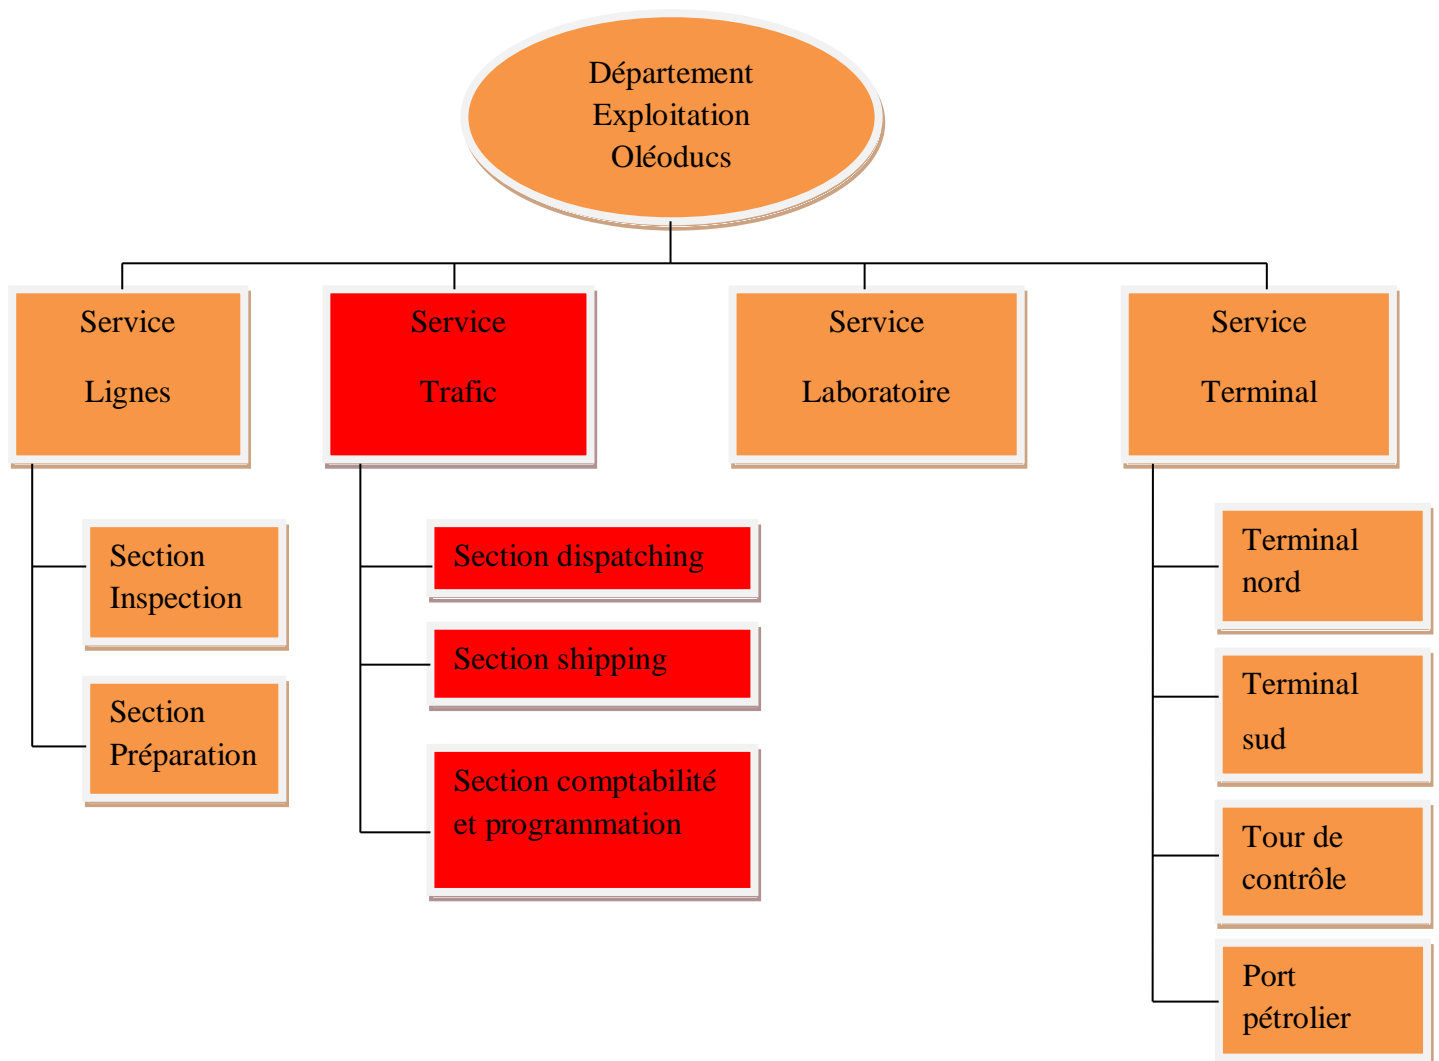 Département
Exploitation
Oléoducs
Service
Lignes
Service
Trafic
Service
Laboratoire
Service
Terminal
Section
Inspection
Section
Préparation
Section dispatching
Section shipping
Section comptabilité
et programmation
Terminal
nord
Terminal
sud
Tour de
contrôle
Port
pétrolier